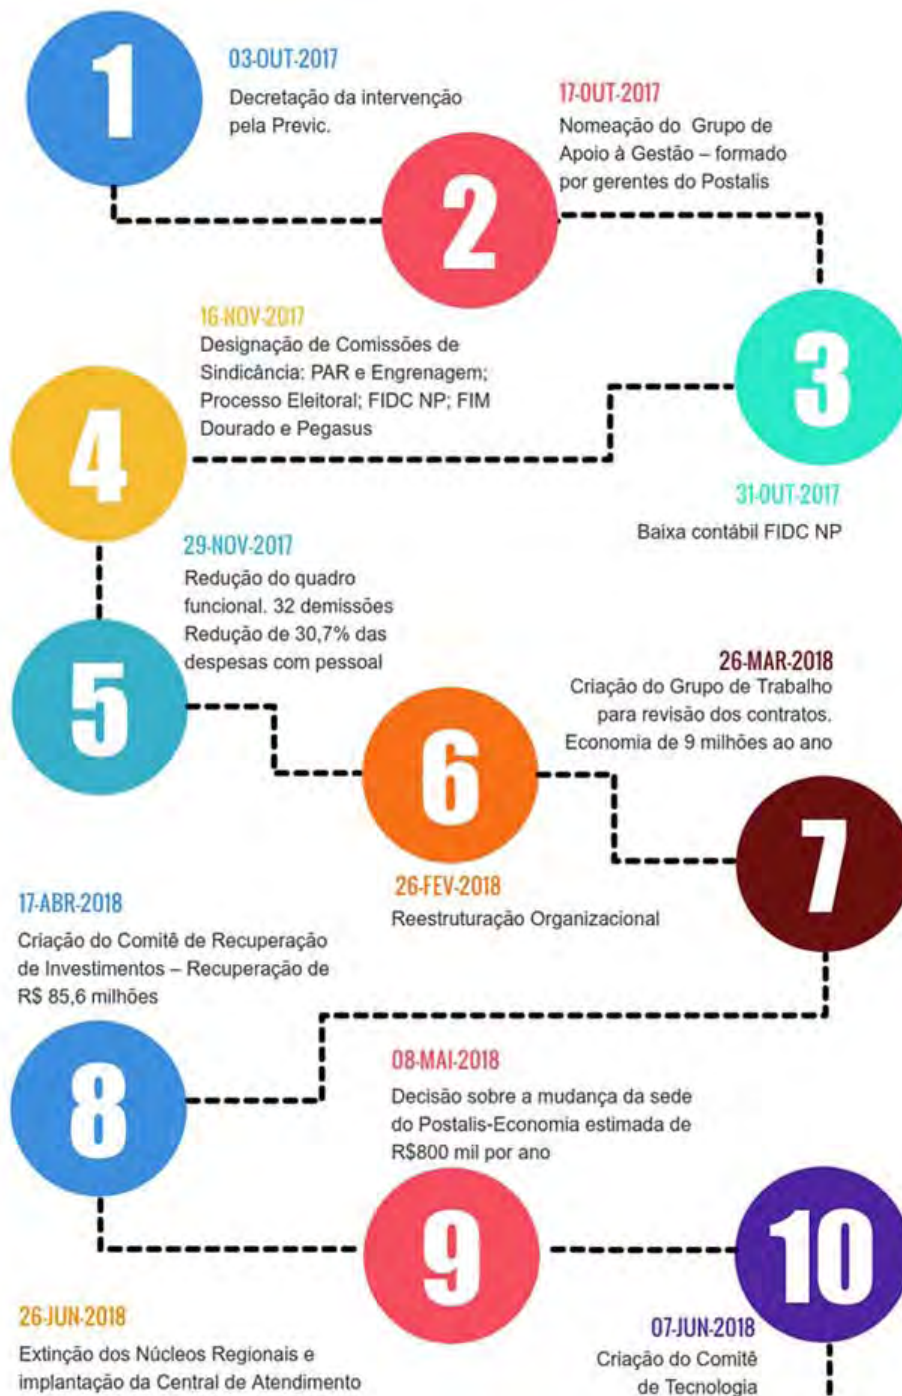 1
03-OUT-2017
Decretação da intervenção
pela Previc.
2
17-OUT-2017
Nomeação do Grupo de
Apoio à Gestão – formado
por gerentes do Postalis
3
31-OUT-2017
Baixa contábil FIDC NP
4
16-NOV-2017
Designação de Comissões de
Sindicância: PAR e Engrenagem;
Processo Eleitoral; FIDC NP; FIM
Dourado e Pegasus
5
29-NOV-2017
Redução do quadro
funcional. 32 demissões
Redução de 30,7% das
despesas com pessoal
6
26-FEV-2018
Reestruturação Organizacional
7
26-MAR-2018
Criação do Grupo de Trabalho
para revisão dos contratos.
Economia de 9 milhões ao ano
8
17-ABR-2018
Criação do Comitê de Recuperação
de Investimentos – Recuperação de
R$ 85,6 milhões
9
08-MAI-2018
Decisão sobre a mudança da sede
do Postalis-Economia estimada de
R$800 mil por ano
10
07-JUN-2018
Criação do Comitê
de Tecnologia
26-JUN-2018
Extinção dos Núcleos Regionais e
implantação da Central de Atendimento